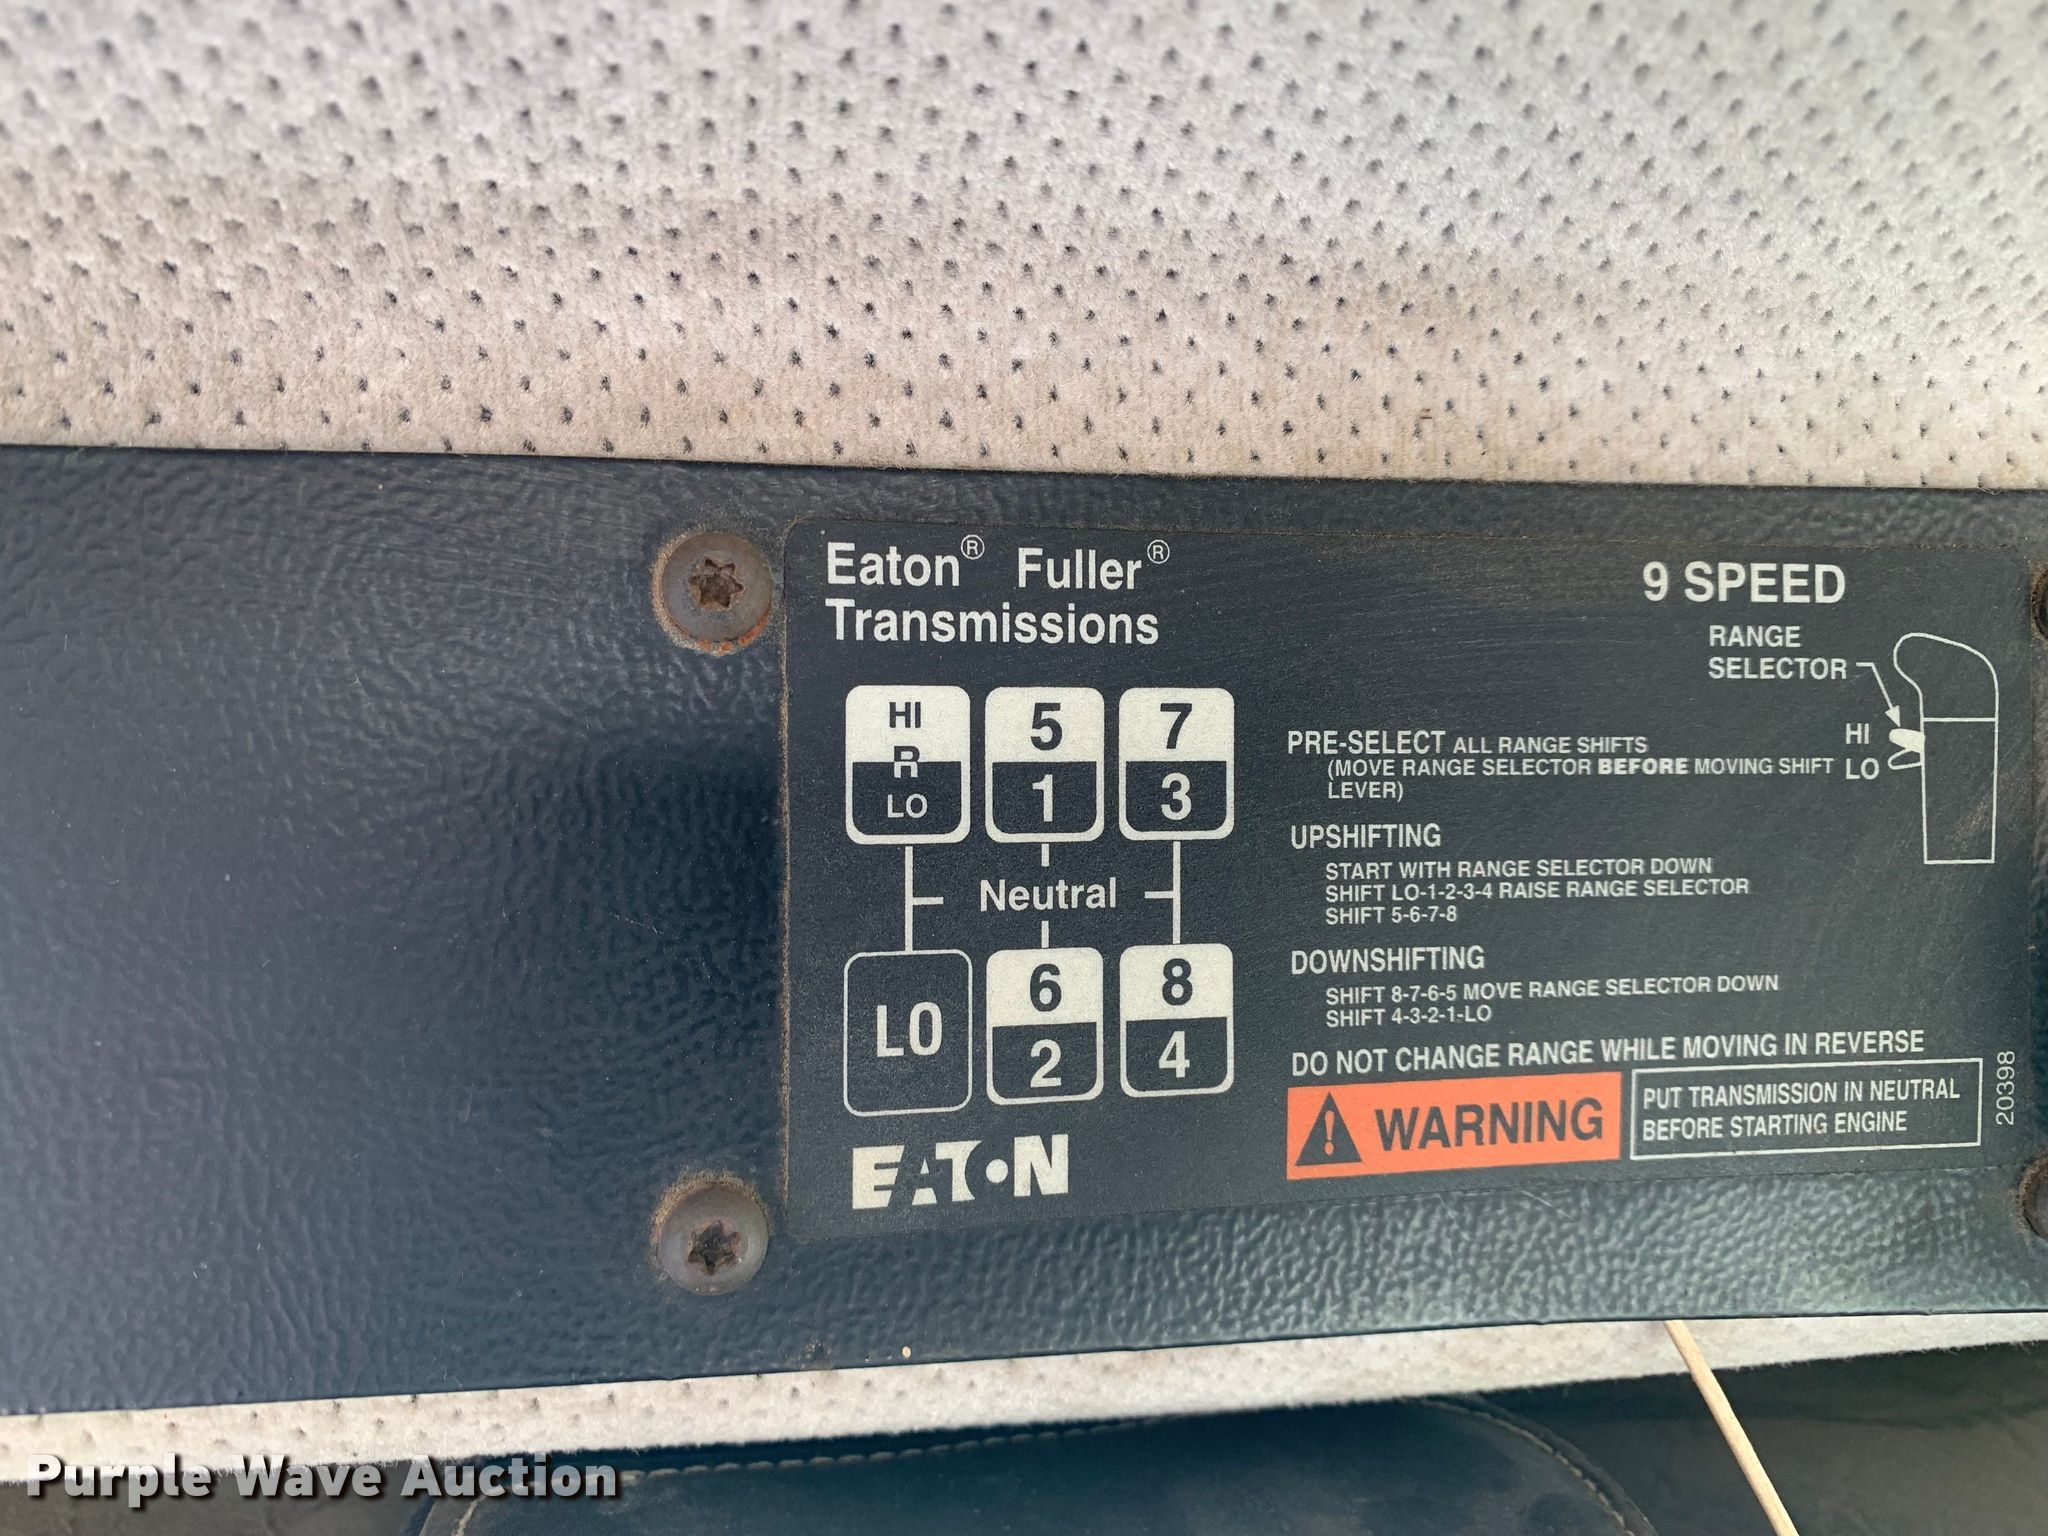 Eaton® Fuller®
Transmissions
9 SPEED
RANGE
SELECTOR
HI
LO
HI
R
LO
5
1
7
3
Neutral
LO
6
2
8
4
PRE-SELECT ALL RANGE SHIFTS
(MOVE RANGE SELECTOR BEFORE MOVING SHIFT
LEVER)
UPSHIFTING
START WITH RANGE SELECTOR DOWN
SHIFT LO-1-2-3-4 RAISE RANGE SELECTOR
SHIFT 5-6-7-8
DOWNSHIFTING
SHIFT 8-7-6-5 MOVE RANGE SELECTOR DOWN
SHIFT 4-3-2-1-LO
DO NOT CHANGE RANGE WHILE MOVING IN REVERSE
WARNING
PUT TRANSMISSION IN NEUTRAL
BEFORE STARTING ENGINE
20398
EATON
Purple Wave Auction